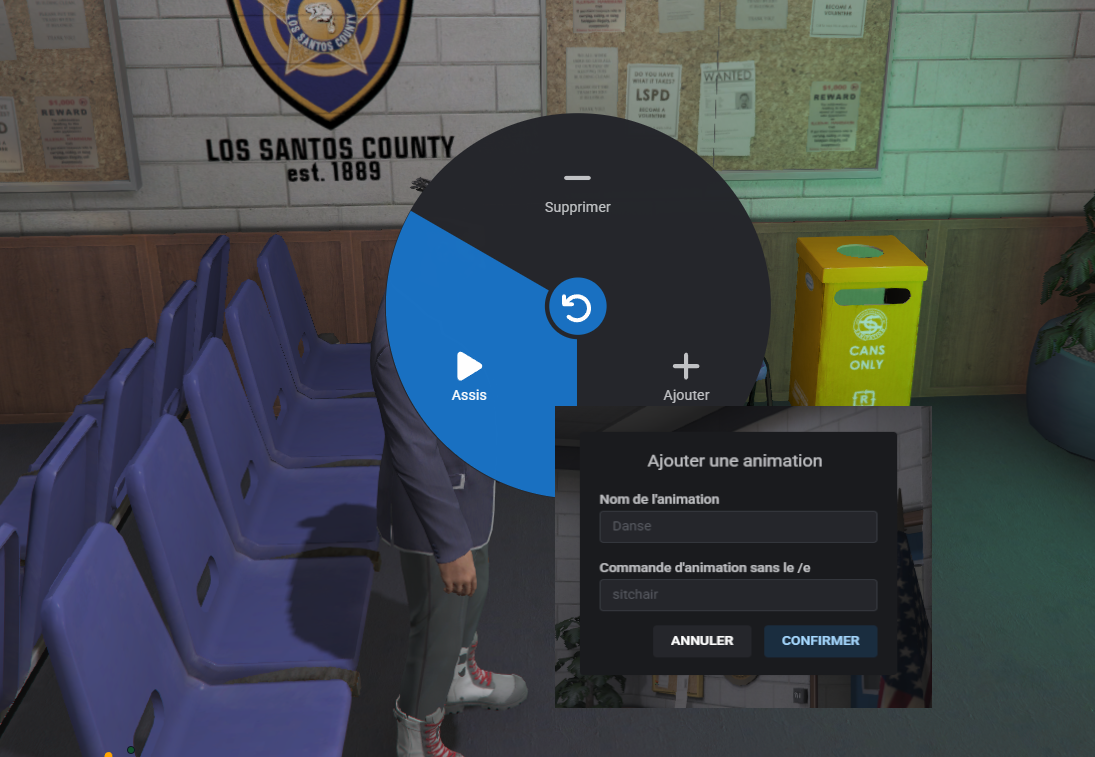 LOS SANTOS COUNTY
LOS SANTOS COUNTY
est. 1889
$1,000
REWARD
DO YOU HAVE
WHAT IT TAKES?
LSPD
BECOME A
WANTED
BECOME A
REWARD
Supprimer
Assis
Ajouter
CANS
ONLY
R
Ajouter une animation
Nom de l'animation
Danse
Commande d'animation sans le /e
sitchair
ANNULER
CONFIRMER